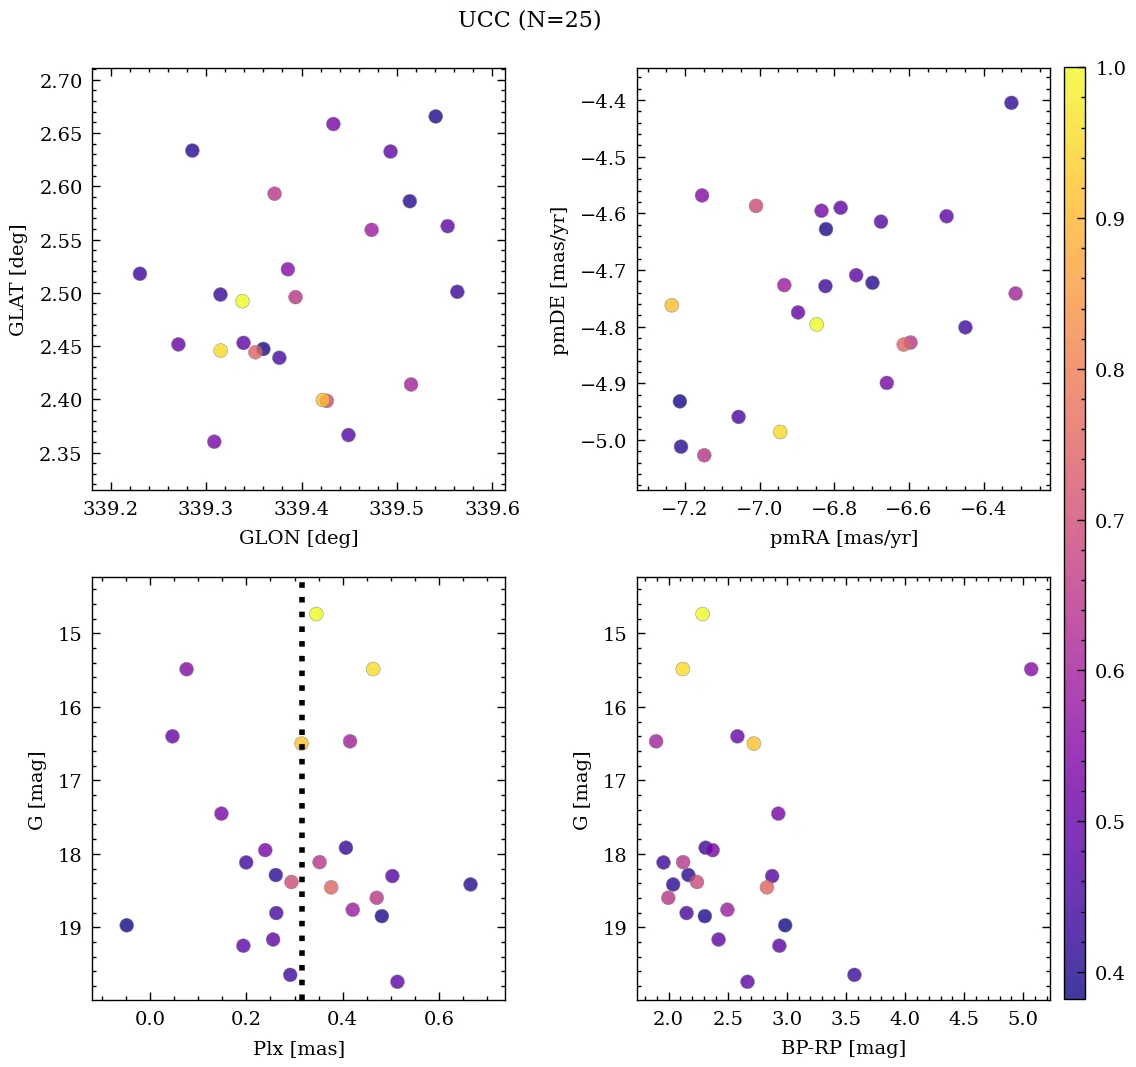 UCC (N=25)
2.70
2.65
2.60
2.55
2.50
2.45
2.40
2.35
GLAT [deg]
339.2 339.3 339.4 339.5 339.6
GLON [deg]
−4.4
−4.5
−4.6
−4.7
−4.8
−4.9
−5.0
pmDE [mas/yr]
−7.2 −7.0 −6.8 −6.6 −6.4
pmRA [mas/yr]
15
16
17
18
19
G [mag]
0.0 0.2 0.4 0.6
Plx [mas]
15
16
17
18
19
G [mag]
2.0 2.5 3.0 3.5 4.0 4.5 5.0
BP-RP [mag]
1.0
0.9
0.8
0.7
0.6
0.5
0.4